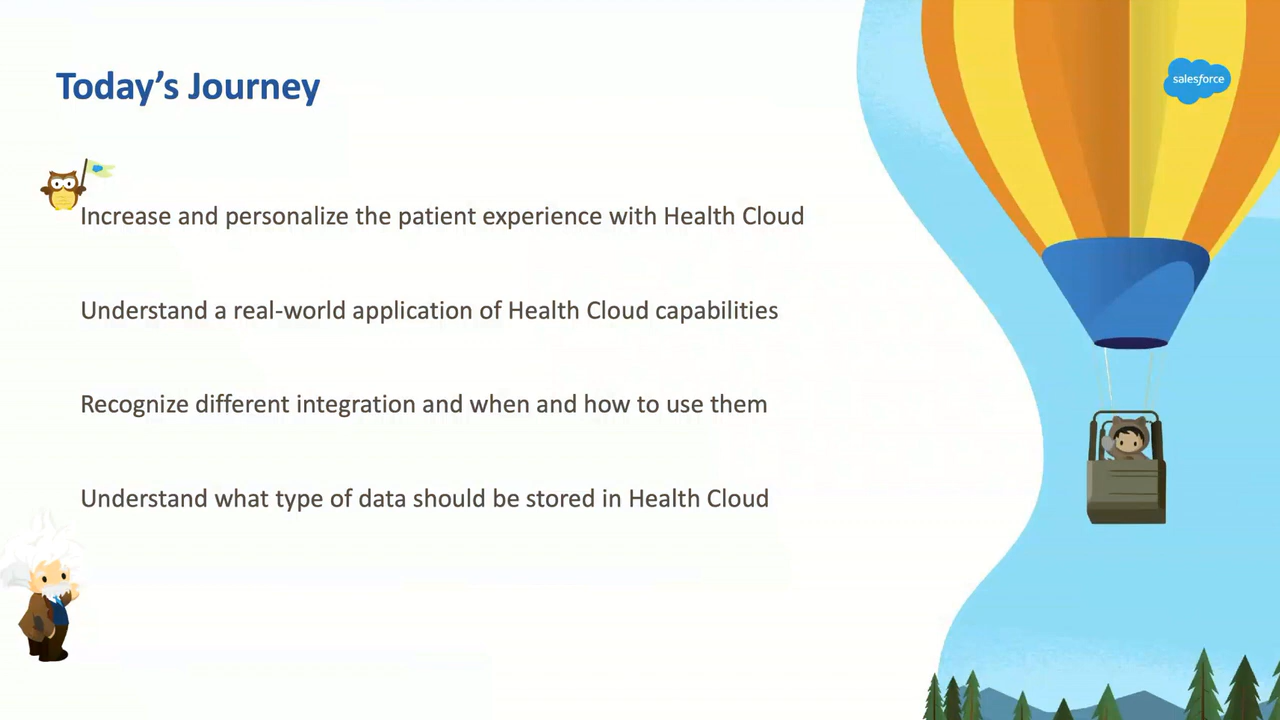 Today's Journey
salesforce
Increase and personalize the patient experience with Health Cloud
Understand a real-world application of Health Cloud capabilities
Recognize different integration and when and how to use them
Understand what type of data should be stored in Health Cloud